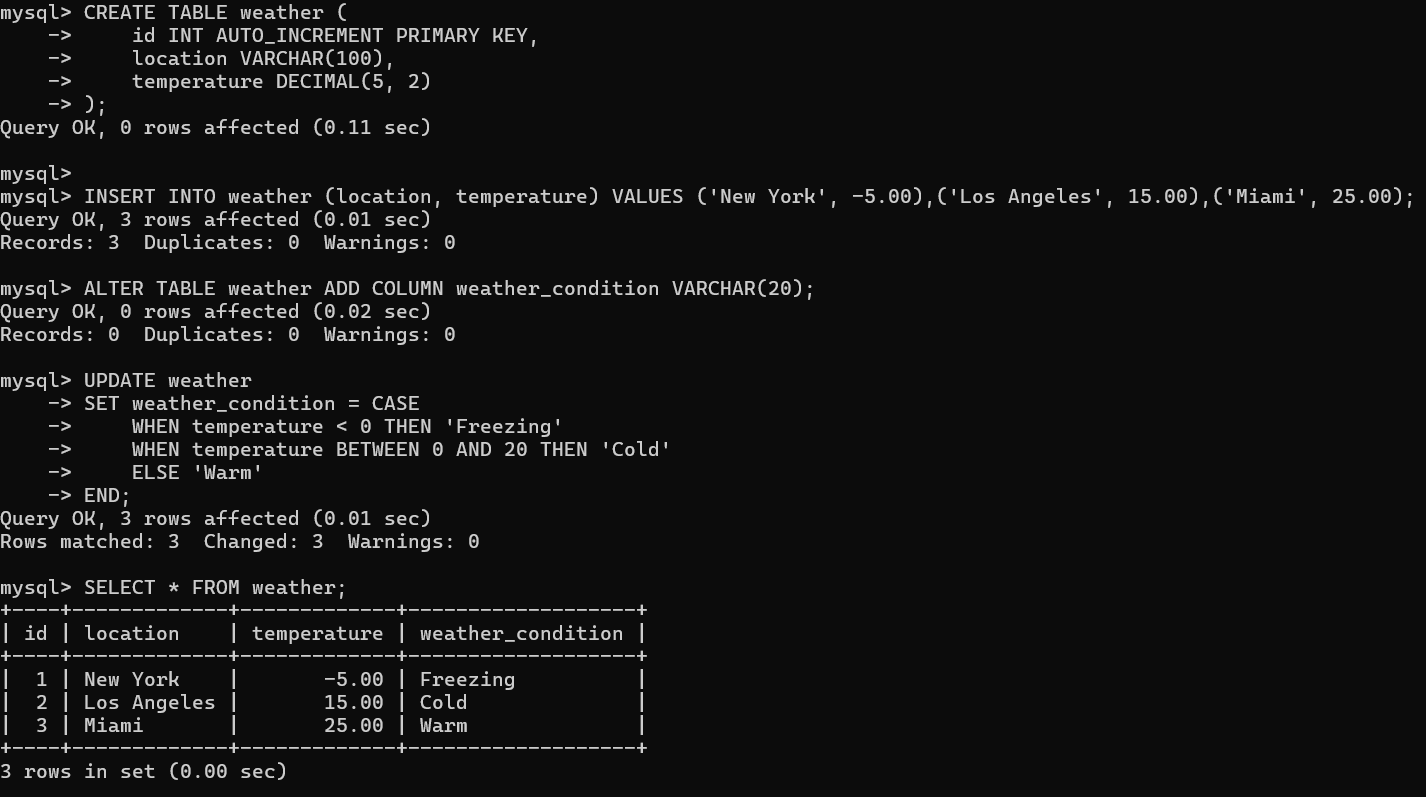 mysql> CREATE TABLE weather (
    ->     id INT AUTO_INCREMENT PRIMARY KEY,
    ->     location VARCHAR(100),
    ->     temperature DECIMAL(5, 2)
    -> );
Query OK, 0 rows affected (0.11 sec)

mysql>
mysql> INSERT INTO weather (location, temperature) VALUES ('New York', -5.00),('Los Angeles', 15.00),('Miami', 25.00);
Query OK, 3 rows affected (0.01 sec)
Records: 3  Duplicates: 0  Warnings: 0

mysql> ALTER TABLE weather ADD COLUMN weather_condition VARCHAR(20);
Query OK, 0 rows affected (0.02 sec)
Records: 0  Duplicates: 0  Warnings: 0

mysql> UPDATE weather
    -> SET weather_condition = CASE
    ->     WHEN temperature < 0 THEN 'Freezing'
    ->     WHEN temperature BETWEEN 0 AND 20 THEN 'Cold'
    ->     ELSE 'Warm'
    -> END;
Query OK, 3 rows affected (0.01 sec)
Rows matched: 3  Changed: 3  Warnings: 0

mysql> SELECT * FROM weather;
+----+-------------+-------------+-------------------+
| id | location    | temperature | weather_condition |
+----+-------------+-------------+-------------------+
|  1 | New York    |       -5.00 | Freezing          |
|  2 | Los Angeles |       15.00 | Cold              |
|  3 | Miami       |       25.00 | Warm              |
+----+-------------+-------------+-------------------+
3 rows in set (0.00 sec)